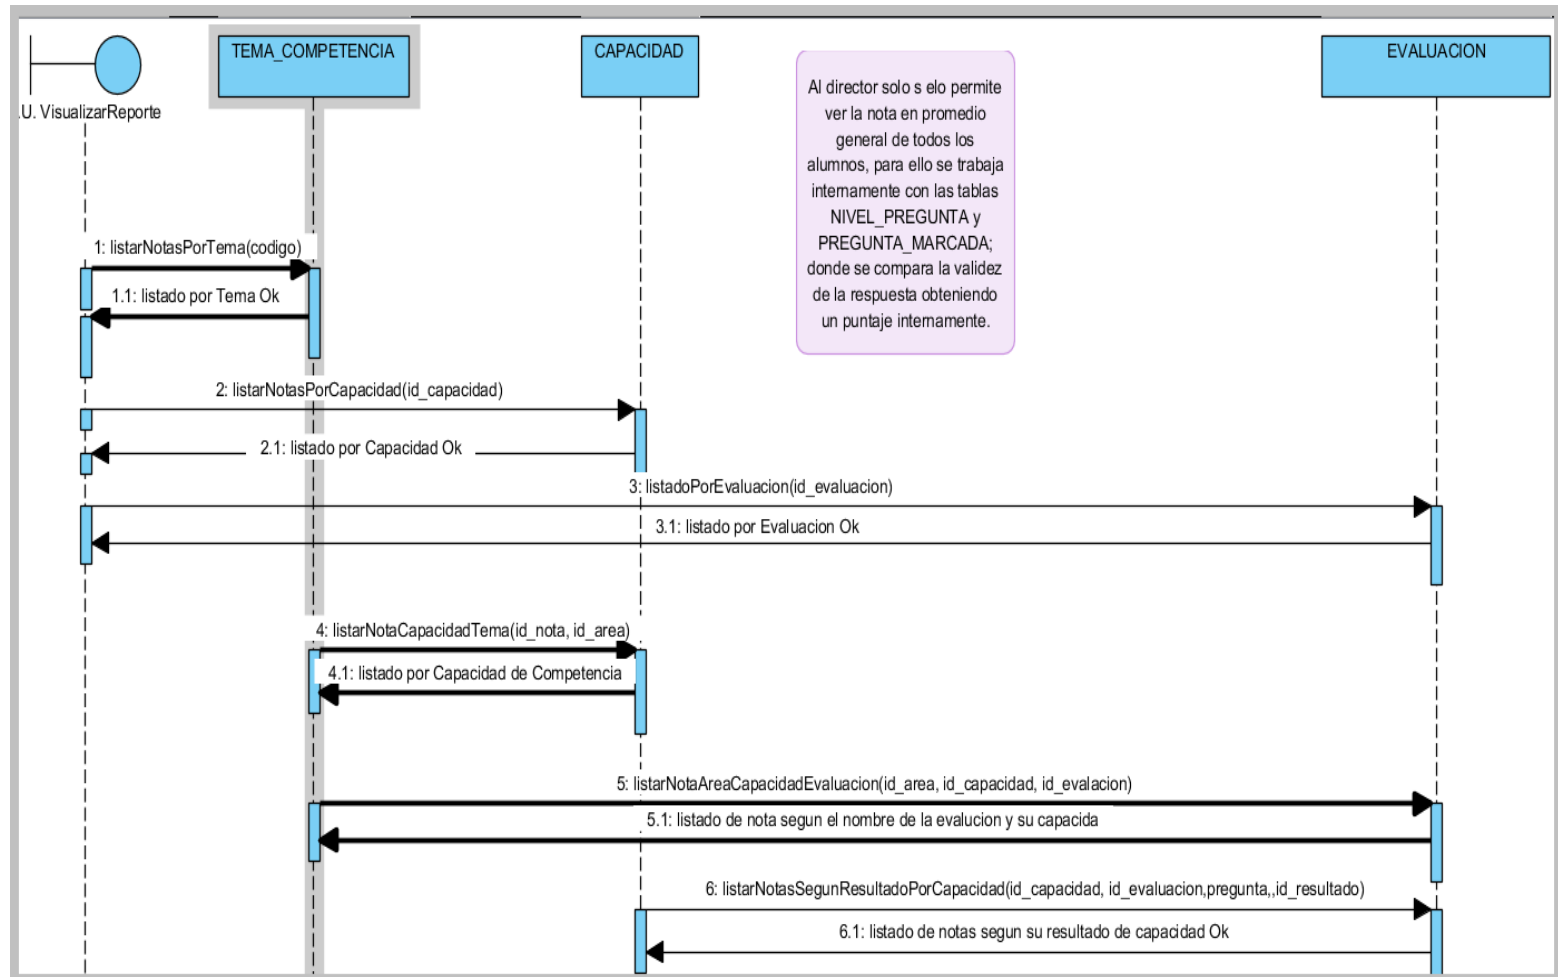 TEMA_COMPETENCIA
CAPACIDAD
EVALUACION
.U. VisualizarReporte
Al director solo s elo permite
ver la nota en promedio
general de todos los
alumnos, para ello se trabaja
internamente con las tablas
NIVEL_PREGUNTA y
PREGUNTA_MARCADA;
donde se compara la validez
de la respuesta obteniendo
un puntaje internamente.
1: listarNotasPorTema(codigo)
1.1: listado por Tema Ok
2: listarNotasPorCapacidad(id_capacidad)
2.1: listado por Capacidad Ok
3: listadoPorEvaluacion(id_evaluacion)
3.1: listado por Evaluacion Ok
4: listarNotaCapacidadTema(id_nota, id_area)
4.1: listado por Capacidad de Competencia
5: listarNotaAreaCapacidadEvaluacion(id_area, id_capacidad, id_evalacion)
5.1: listado de nota segun el nombre de la evalucion y su capacida
6: listarNotasSegunResultadoPorCapacidad(id_capacidad, id_evaluacion,pregunta,,id_resultado)
6.1: listado de notas segun su resultado de capacidad Ok